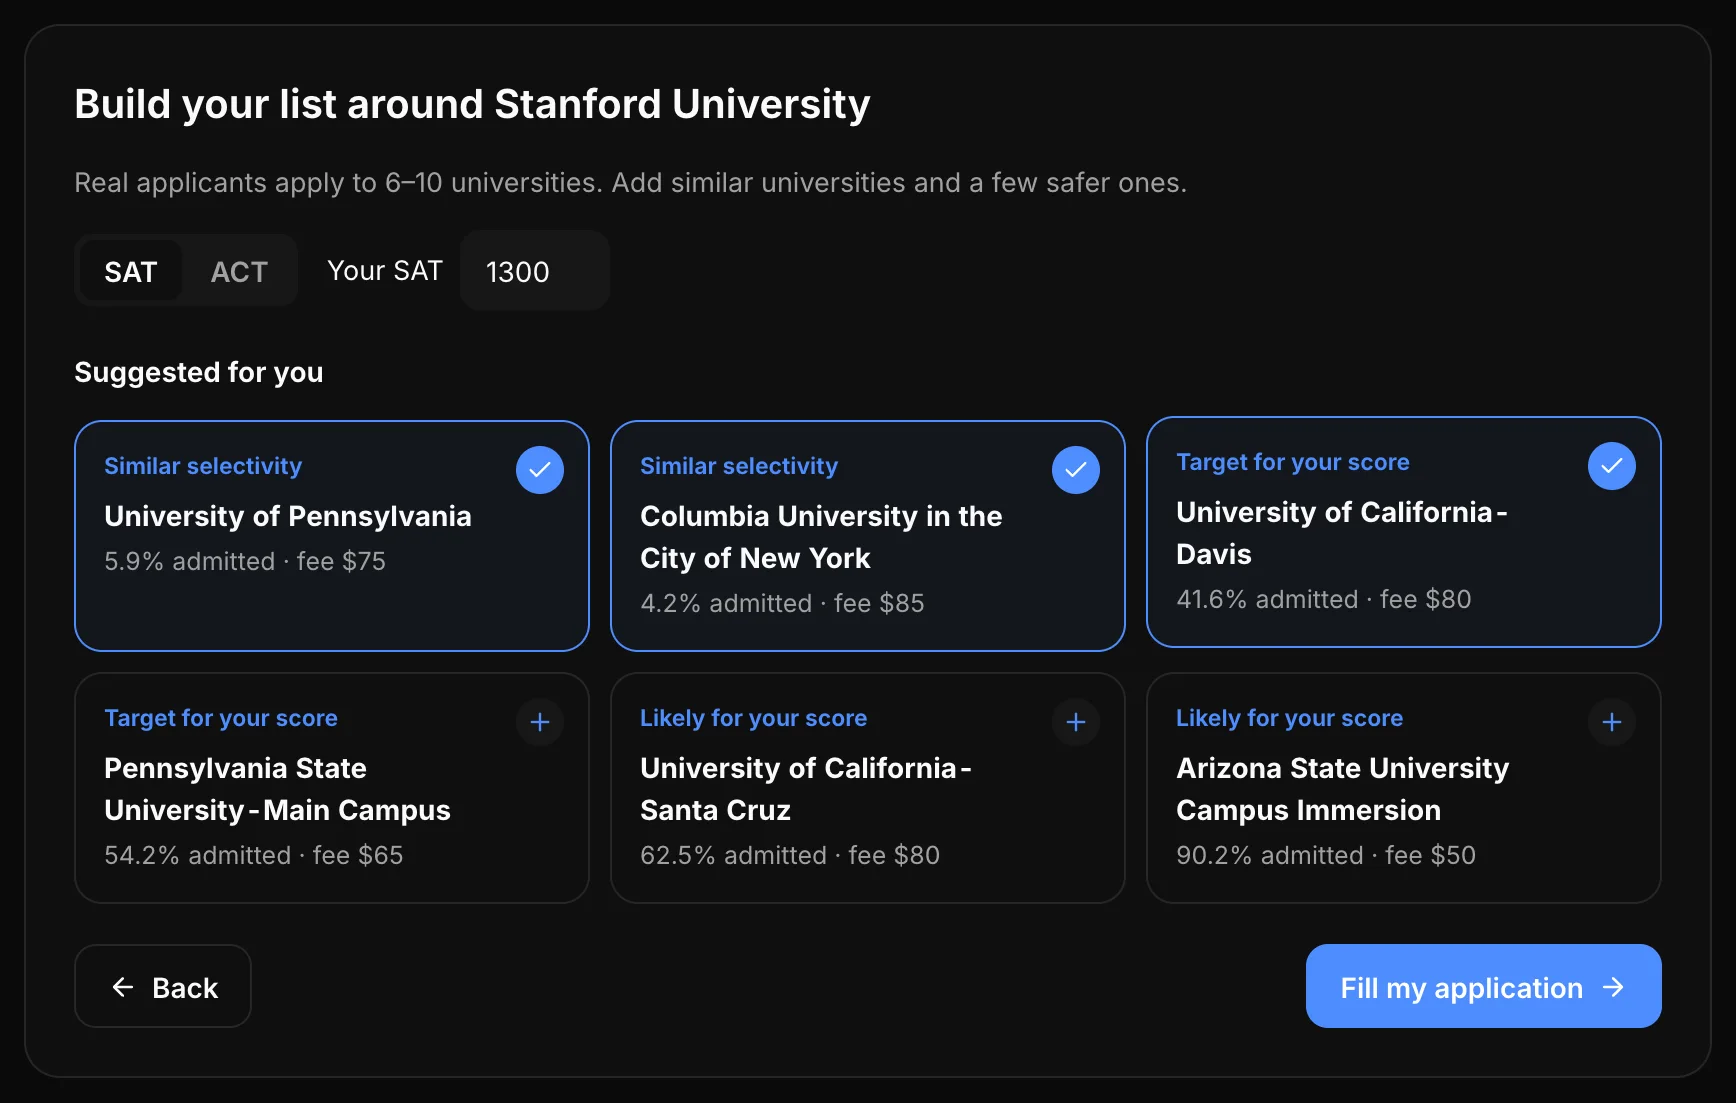 Build your list around Stanford University
Real applicants apply to 6–10 universities. Add similar universities and a few safer ones.
SAT ACT Your SAT 1300
Suggested for you
Similar selectivity
University of Pennsylvania
5.9% admitted · fee $75
Similar selectivity
Columbia University in the
City of New York
4.2% admitted · fee $85
Target for your score
University of California-
Davis
41.6% admitted · fee $80
Target for your score
Pennsylvania State
University-Main Campus
54.2% admitted · fee $65
Likely for your score
University of California-
Santa Cruz
62.5% admitted · fee $80
Likely for your score
Arizona State University
Campus Immersion
90.2% admitted · fee $50
← Back
Fill my application →